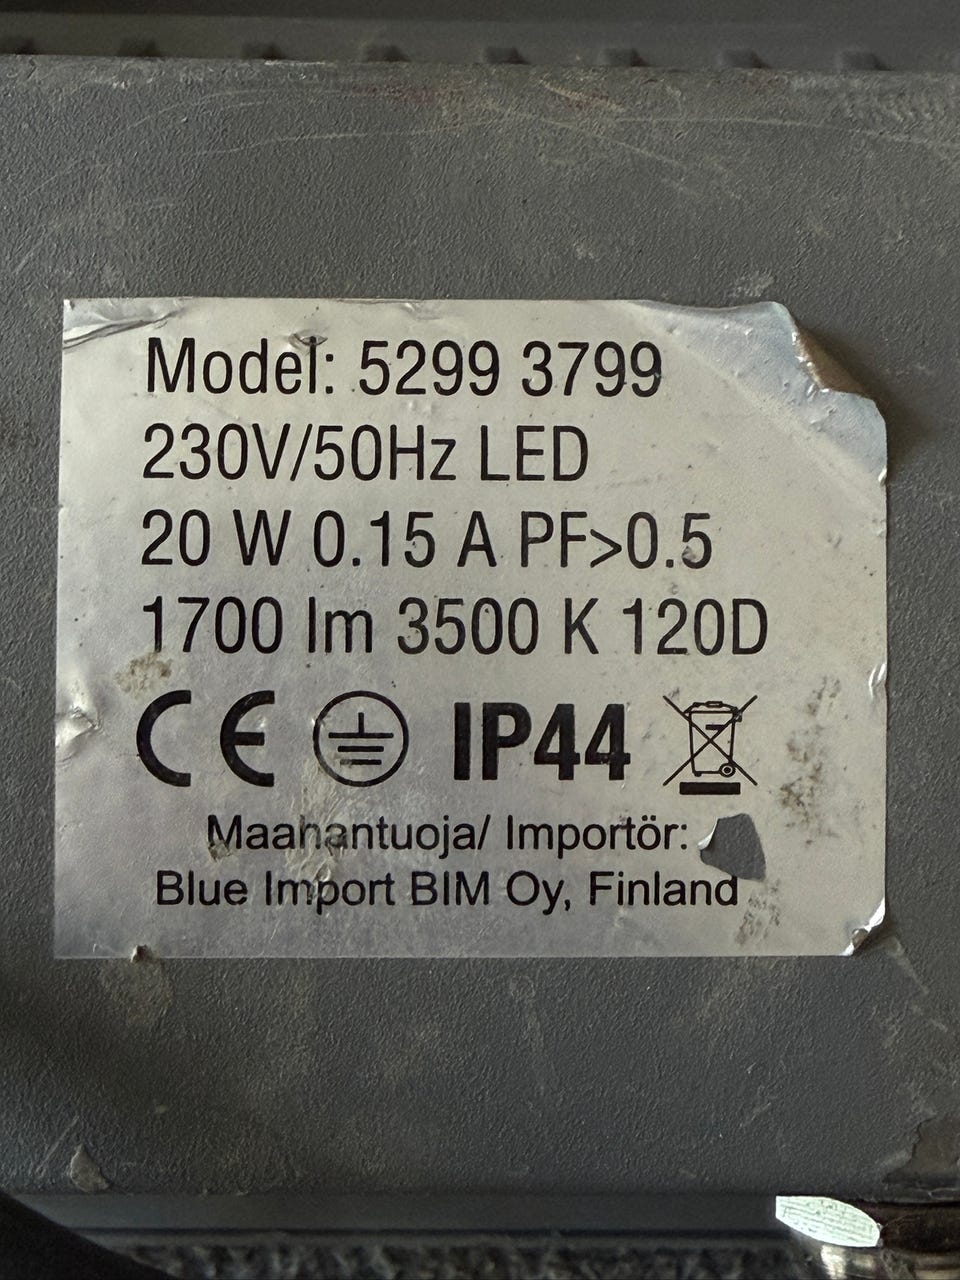 Model: 5299 3799
230V/50Hz LED
20 W 0.15 A PF>0.5
1700 lm 3500 K 120D
CE IP44
Maahantuoja/ Importör:
Blue Import BIM Oy, Finland